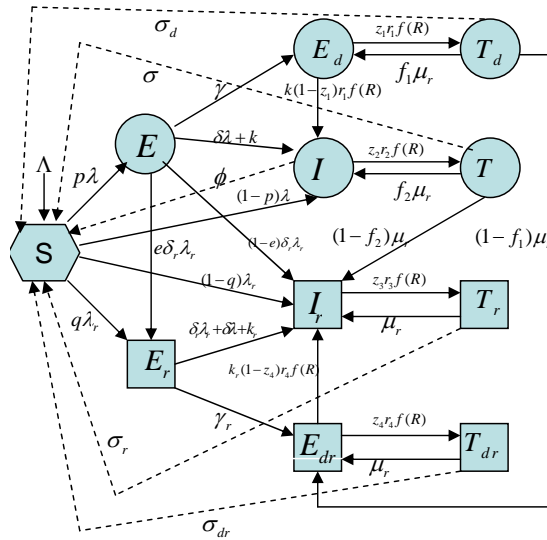 σ_d
E_d
z_1r_1f(R)
T_d
f_1μ_r
σ
γ
k(1-z_1)r_1f(R)
E
δλ+k
I
z_2r_2f(R)
T
Λ
pλ
ϕ
f_2μ_r
(1-p)λ
S
eδ_rλ_r
(1-e)δ_rλ_r
(1-f_2)μ_r
(1-f_1)μ_r
(1-q)λ_r
I_r
z_3r_3f(R)
T_r
qλ_r
δ_rλ_r+δλ+k_r
μ_r
E_r
k_r(1-z_4)r_4f(R)
γ_r
σ_r
E_dr
z_4r_4f(R)
T_dr
μ_r
σ_dr